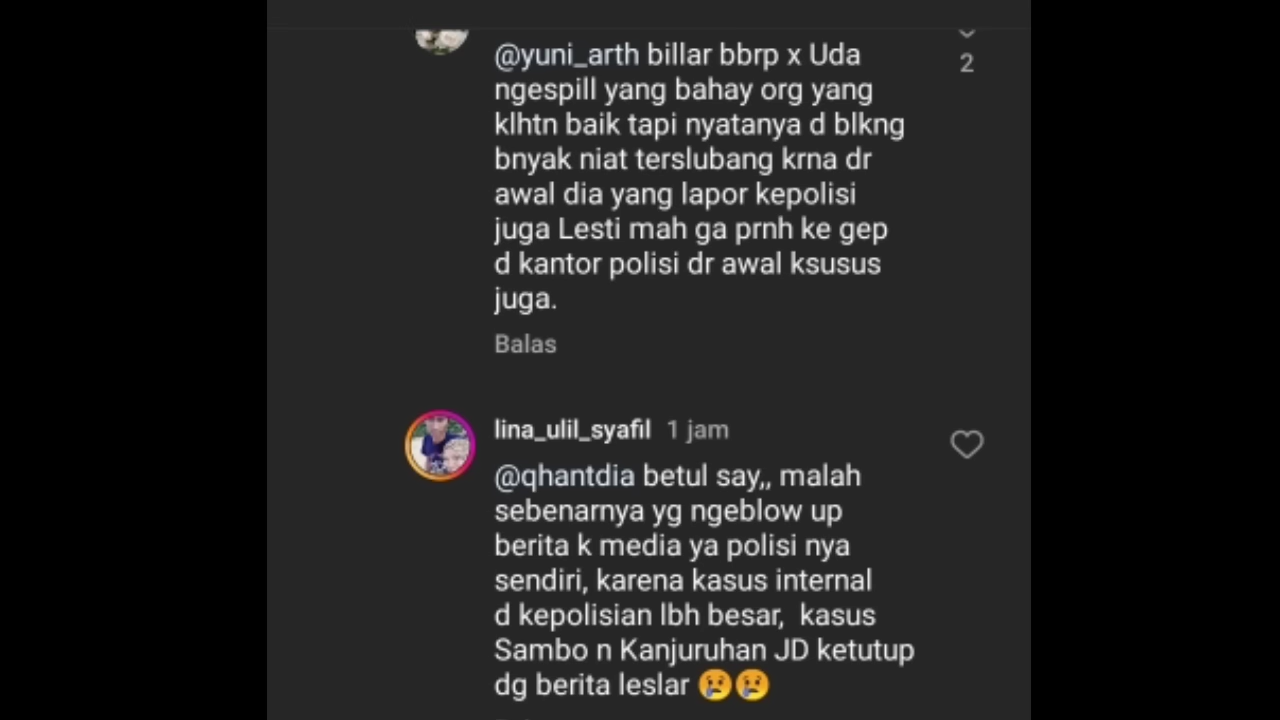 @yuni_arth billar bbrp x Uda
2
ngespill yang bahay org yang
klhtn baik tapi nyatanya d blkng
bnyak niat terslubang krna dr
awal dia yang lapor kepolisi
juga Lesti mah ga prnh ke gep
d kantor polisi dr awal ksusus
juga.
Balas
lina_ulil_syafil 1 jam
@qhantdia betul say,, malah
sebenarnya yg ngeblow up
berita k media ya polisi nya
sendiri, karena kasus internal
d kepolisian lbh besar, kasus
Sambo n Kanjuruhan JD ketutup
dg berita leslar 😢😢